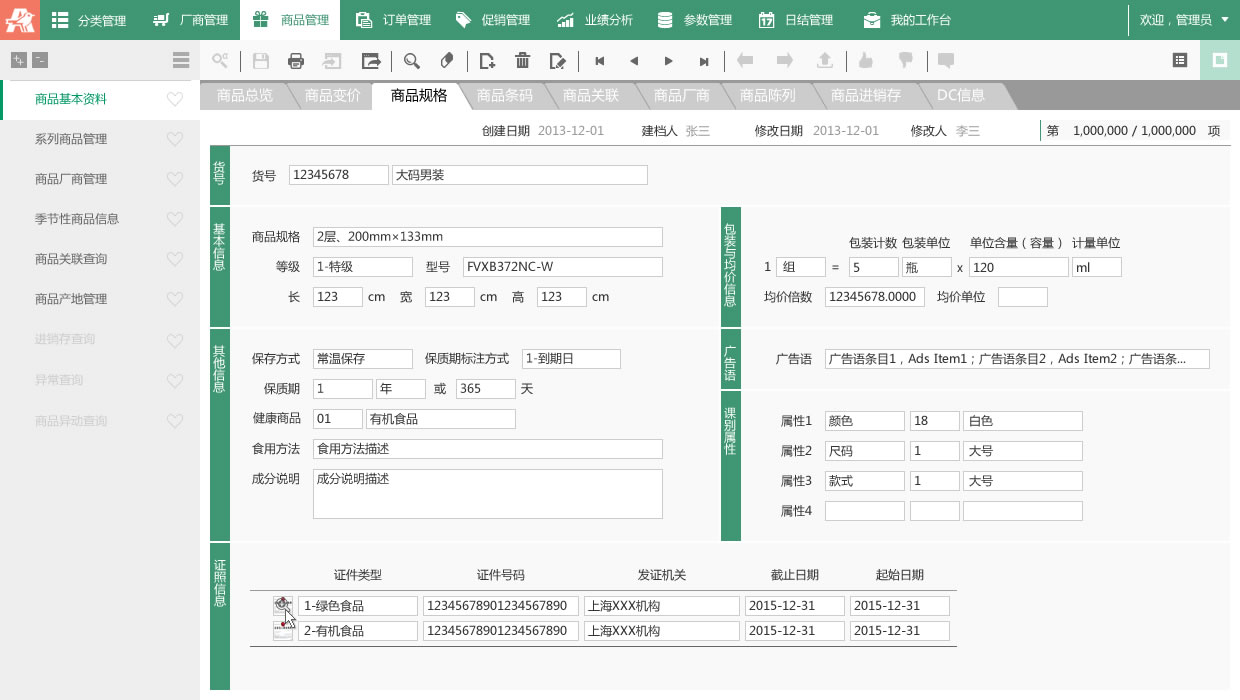 分类管理 厂商管理 商品管理 订单管理 促销管理 业绩分析 参数管理 日结管理 我的工作台 欢迎，管理员
商品总览 商品变价 商品规格 商品条码 商品关联 商品厂商 商品陈列 商品进销存 DC信息
商品基本资料
系列商品管理
商品厂商管理
季节性商品信息
商品关联查询
商品产地管理
进销存查询
异常查询
商品异动查询
创建日期 2013-12-01 建档人 张三 修改日期 2013-12-01 修改人 李三 第 1,000,000 / 1,000,000 项
货号
货号 12345678 大码男装
基本信息
商品规格 2层、200mm×133mm
等级 1-特级 型号 FVXB372NC-W
长 123 cm 宽 123 cm 高 123 cm
包装与均价信息
包装计数 包装单位 单位含量（容量） 计量单位
1 组 = 5 瓶 x 120 ml
均价倍数 12345678.0000 均价单位
其他信息
保存方式 常温保存 保质期标注方式 1-到期日
保质期 1 年 或 365 天
健康商品 01 有机食品
食用方法 食用方法描述
成分说明 成分说明描述
广告语
广告语 广告语条目1，Ads Item1；广告语条目2，Ads Item2；广告语条...
课别属性
属性1 颜色 18 白色
属性2 尺码 1 大号
属性3 款式 1 大号
属性4
证照信息
证件类型 证件号码 发证机关 截止日期 起始日期
1-绿色食品 12345678901234567890 上海XXX机构 2015-12-31 2015-12-31
2-有机食品 12345678901234567890 上海XXX机构 2015-12-31 2015-12-31